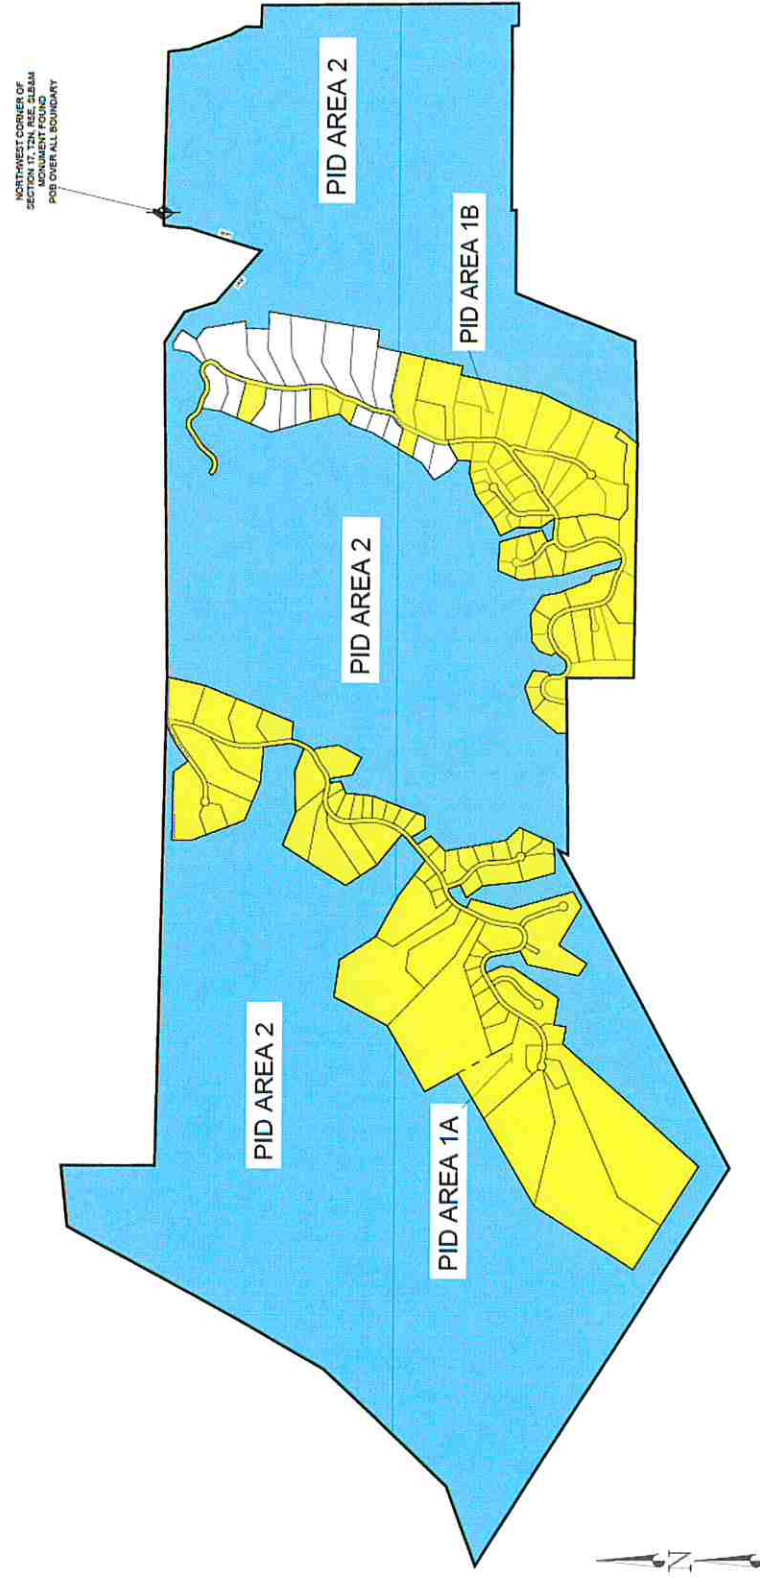 NORTHWEST CORNER OF
SECTION 17, T2N, R5E, SLB&M
MONUMENT FOUND
POB OVER ALL BOUNDARY
PID AREA 2
PID AREA 1B
PID AREA 2
PID AREA 2
PID AREA 1A
N